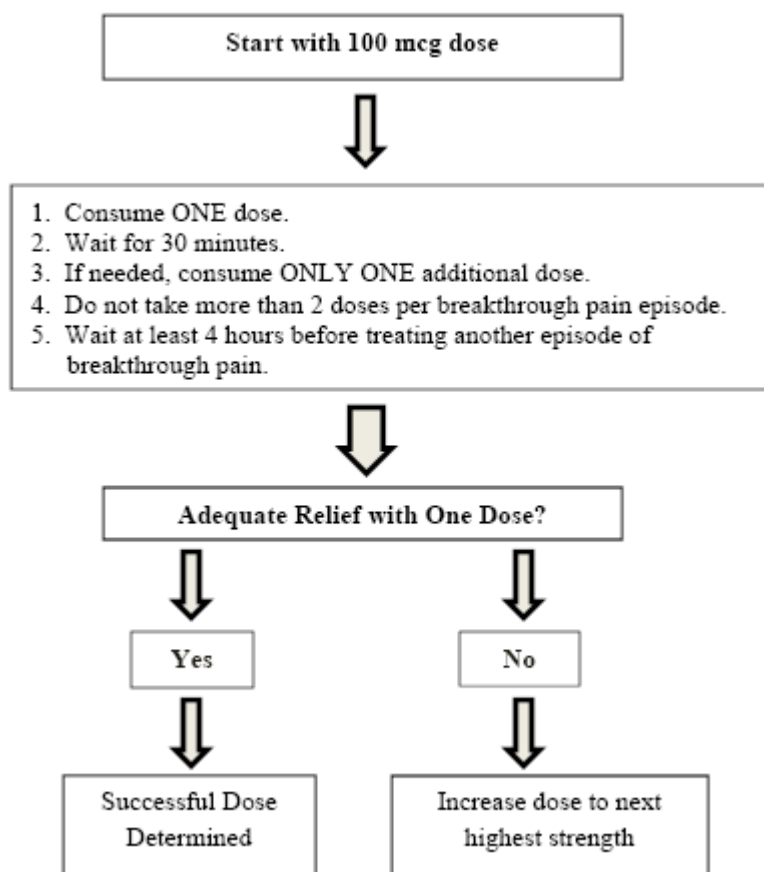 Start with 100 mcg dose
1. Consume ONE dose.
2. Wait for 30 minutes.
3. If needed, consume ONLY ONE additional dose.
4. Do not take more than 2 doses per breakthrough pain episode.
5. Wait at least 4 hours before treating another episode of
breakthrough pain.
Adequate Relief with One Dose?
Yes
No
Successful Dose
Determined
Increase dose to next
highest strength